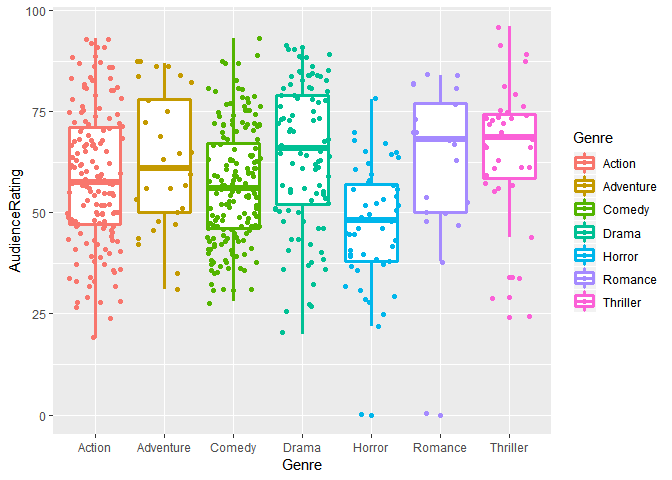 AudienceRating
100
75
50
25
0
Action Adventure Comedy Drama Horror Romance Thriller
Genre
Genre
Action
Adventure
Comedy
Drama
Horror
Romance
Thriller